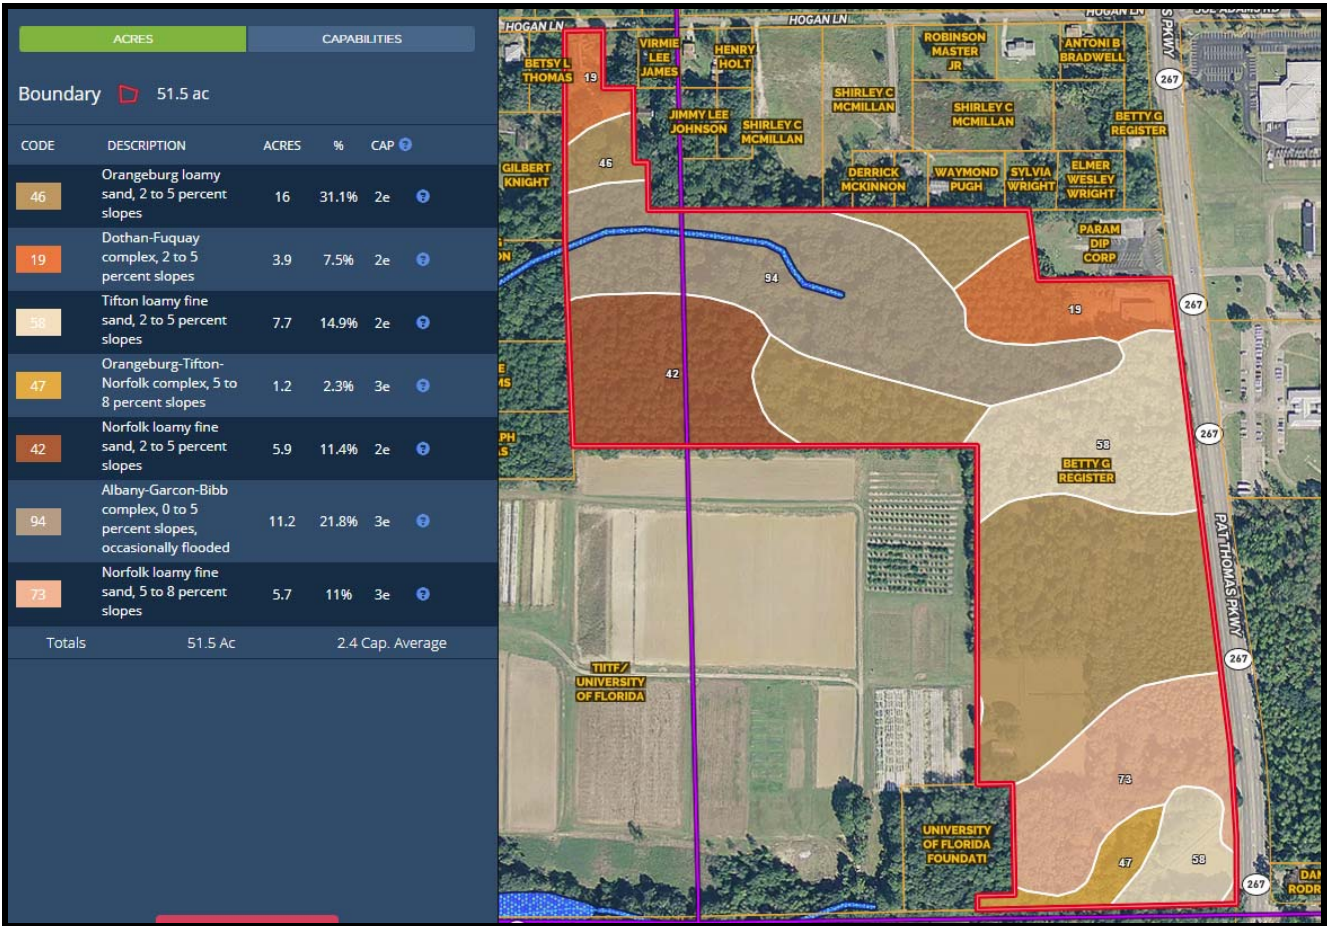 ACRES
CAPABILITIES
Boundary 51.5 ac
CODE DESCRIPTION ACRES % CAP
46 Orangeburg loamy sand, 2 to 5 percent slopes 16 31.1% 2e
19 Dothan-Fuquay complex, 2 to 5 percent slopes 3.9 7.5% 2e
58 Tifton loamy fine sand, 2 to 5 percent slopes 7.7 14.9% 2e
47 Orangeburg-Tifton-Norfolk complex, 5 to 8 percent slopes 1.2 2.3% 3e
42 Norfolk loamy fine sand, 2 to 5 percent slopes 5.9 11.4% 2e
94 Albany-Garcon-Bibb complex, 0 to 5 percent slopes, occasionally flooded 11.2 21.8% 3e
73 Norfolk loamy fine sand, 5 to 8 percent slopes 5.7 11% 3e
Totals 51.5 Ac 2.4 Cap. Average
HOGAN LN
HOGAN LN
HOGAN LN
S PKWY
BETSY L
THOMAS
19
VIRMIE
LEE
JAMES
HENRY
HOLT
ROBINSON
MASTER
JR.
ANTONI B
BRADWELL
267
SHIRLEY C
MCMILLAN
SHIRLEY C
MCMILLAN
JIMMY LEE
JOHNSON
SHIRLEY C
MCMILLAN
BETTY G
REGISTER
GILBERT
KNIGHT
46
DERRICK
MCKINNON
WAYMOND
PUGH
SYLVIA
WRIGHT
ELMER
WESLEY
WRIGHT
PARAM
DIP
CORP
94
19
267
42
267
58
BETTY G
REGISTER
PAT THOMAS PKWY
267
TIITF/
UNIVERSITY
OF FLORIDA
73
UNIVERSITY
OF FLORIDA
FOUNDATI
47
58
267